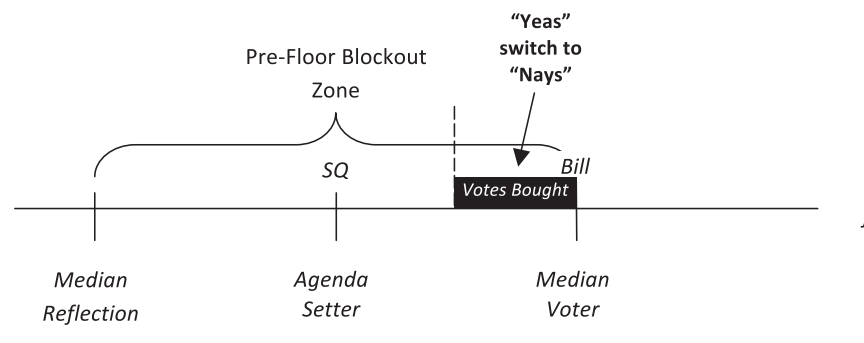 “Yeas”
switch to
“Nays”
Pre-Floor Blockout
Zone
SQ
Bill
Votes Bought
Median
Reflection
Agenda
Setter
Median
Voter